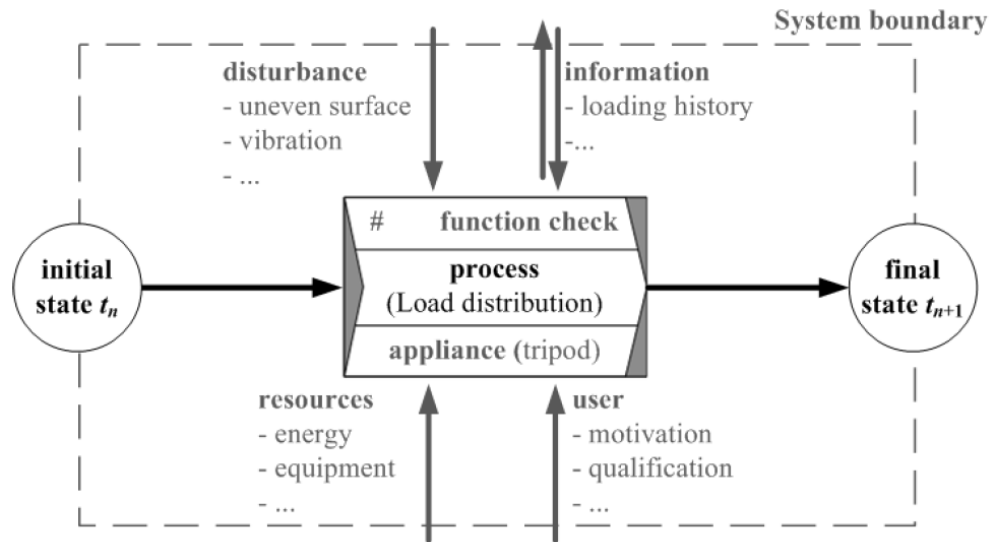 System boundary
disturbance
- uneven surface
- vibration
- ...
information
- loading history
-...
# function check
initial
state tn
process
(Load distribution)
final
state tn+1
appliance (tripod)
resources
- energy
- equipment
- ...
user
- motivation
- qualification
- ...